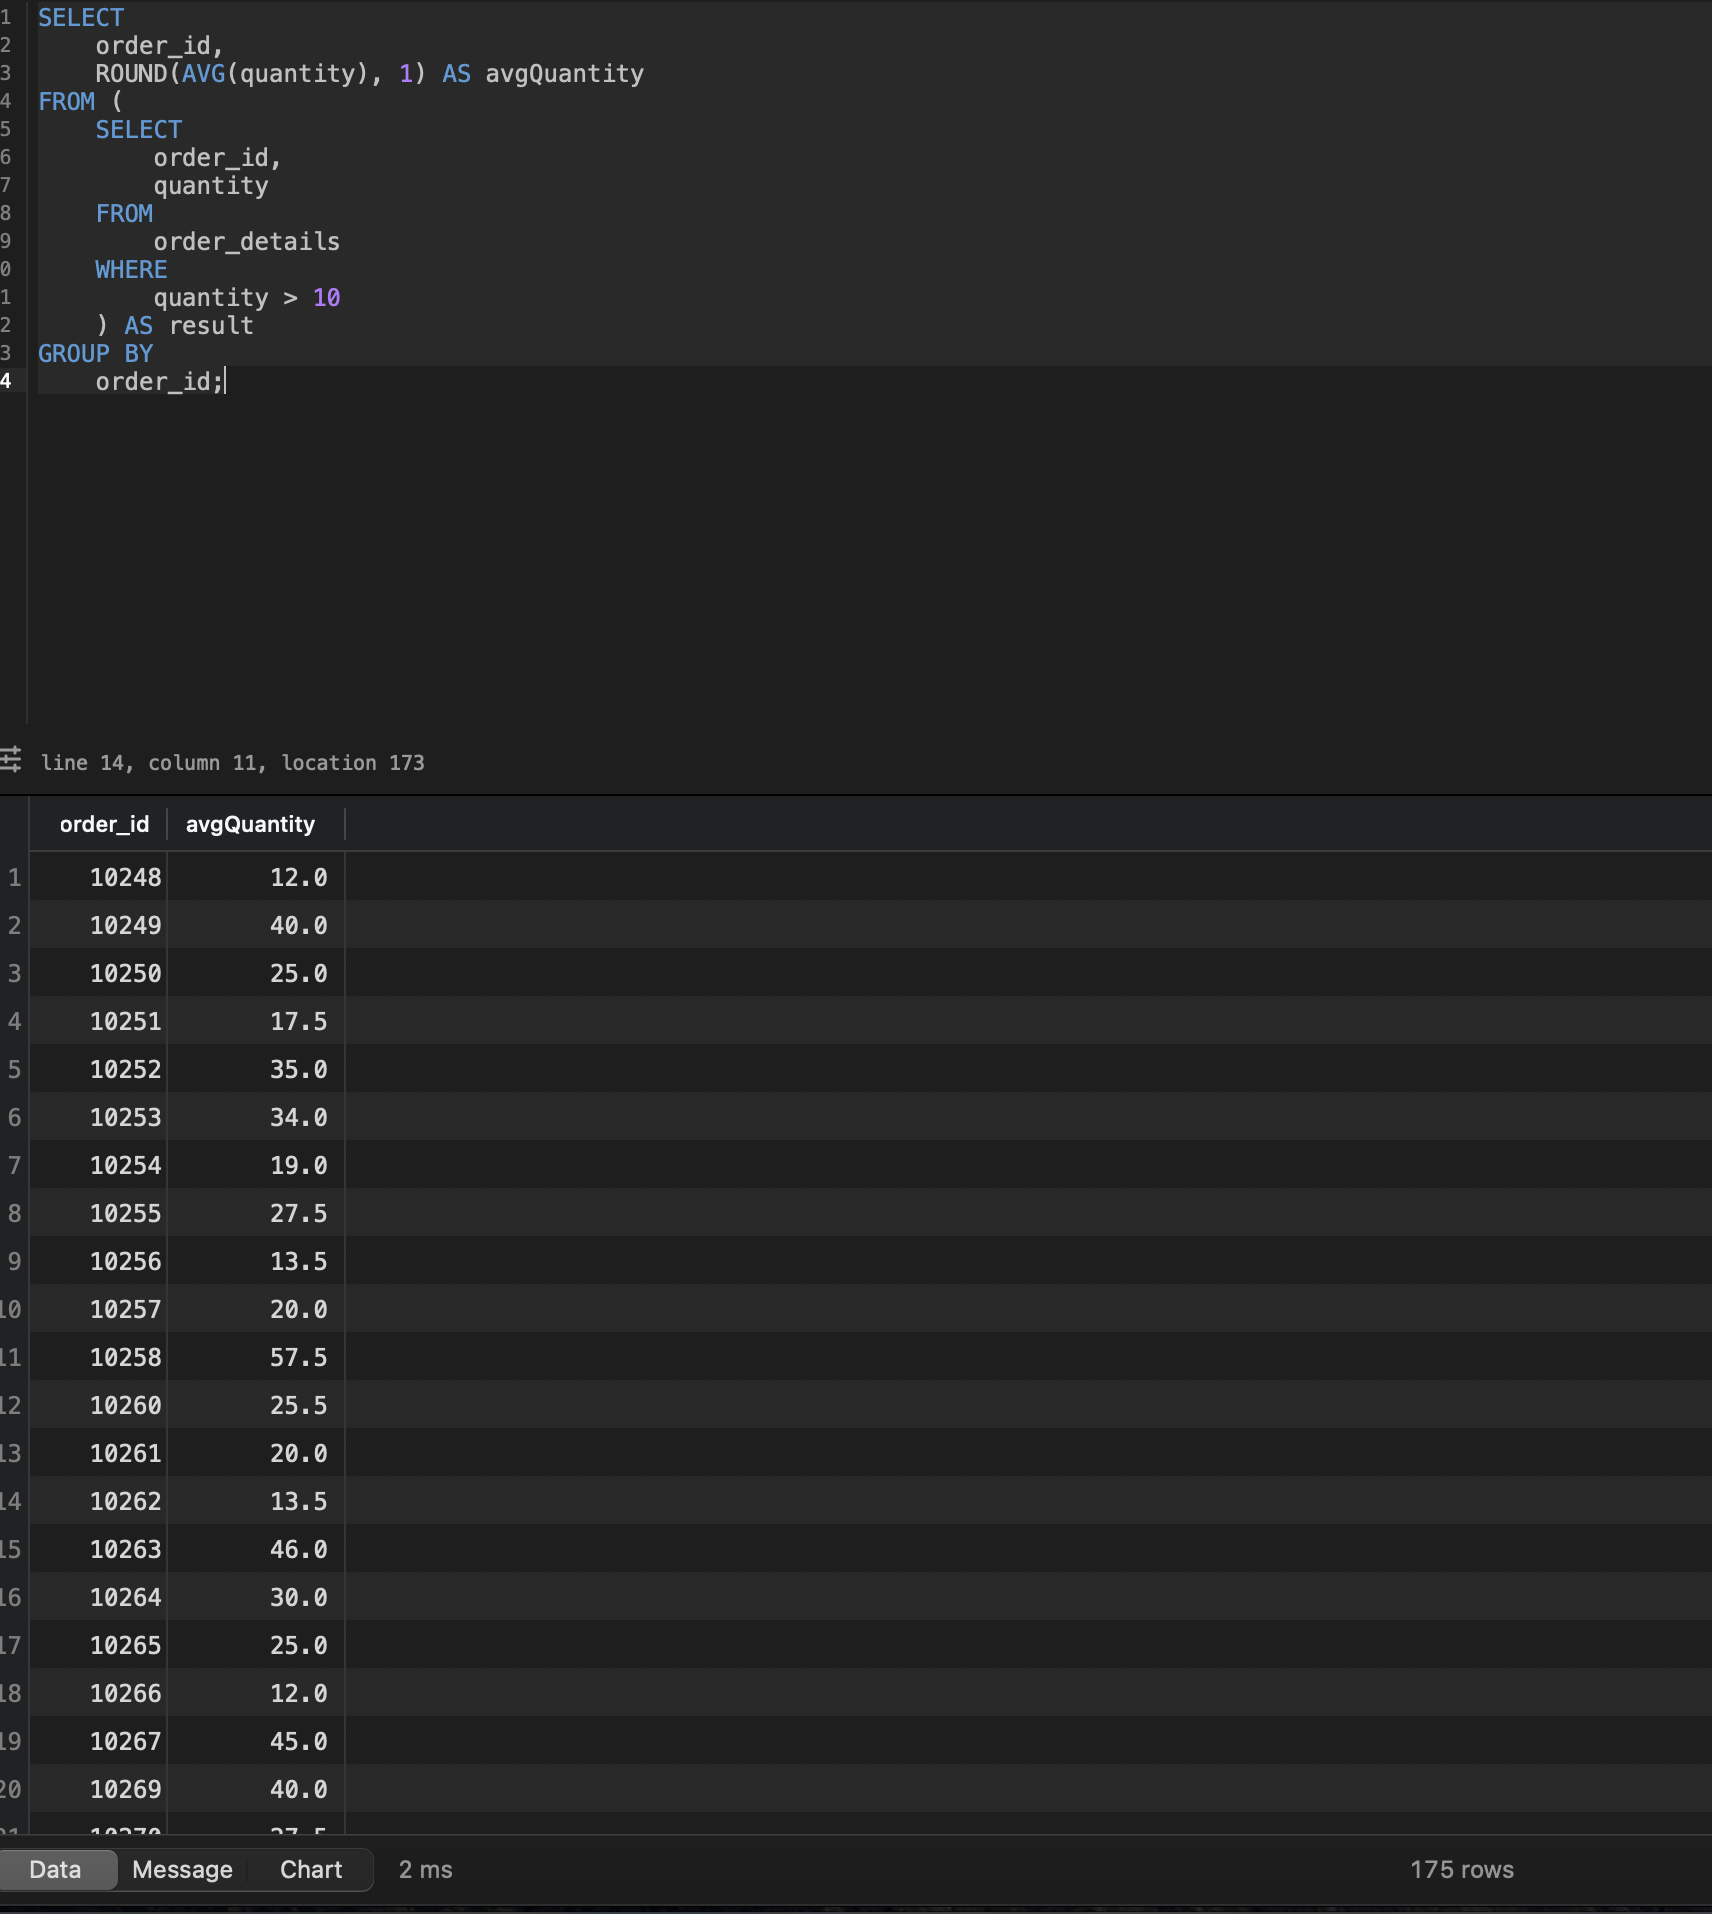 1 SELECT
2 order_id,
3 ROUND(AVG(quantity), 1) AS avgQuantity
4 FROM (
5 SELECT
6 order_id,
7 quantity
8 FROM
9 order_details
0 WHERE
1 quantity > 10
2 ) AS result
3 GROUP BY
4 order_id;
line 14, column 11, location 173
order_id avgQuantity
1 10248 12.0
2 10249 40.0
3 10250 25.0
4 10251 17.5
5 10252 35.0
6 10253 34.0
7 10254 19.0
8 10255 27.5
9 10256 13.5
10 10257 20.0
11 10258 57.5
12 10260 25.5
13 10261 20.0
14 10262 13.5
15 10263 46.0
16 10264 30.0
17 10265 25.0
18 10266 12.0
19 10267 45.0
20 10269 40.0
Data Message Chart 2 ms 175 rows